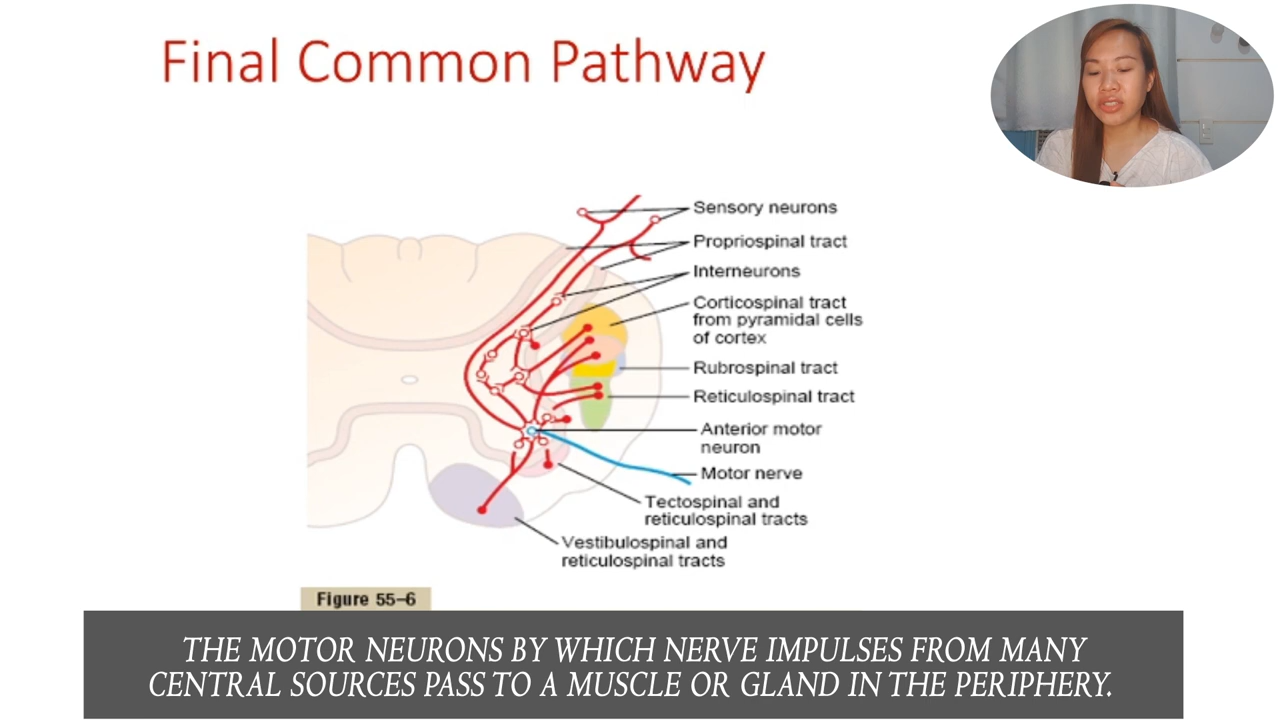 Final Common Pathway
Sensory neurons
Propriospinal tract
Interneurons
Corticospinal tract
from pyramidal cells
of cortex
Rubrospinal tract
Reticulospinal tract
Anterior motor
neuron
Motor nerve
Tectospinal and
reticulospinal tracts
Vestibulospinal and
reticulospinal tracts
Figure 55–6
THE MOTOR NEURONS BY WHICH NERVE IMPULSES FROM MANY
CENTRAL SOURCES PASS TO A MUSCLE OR GLAND IN THE PERIPHERY.